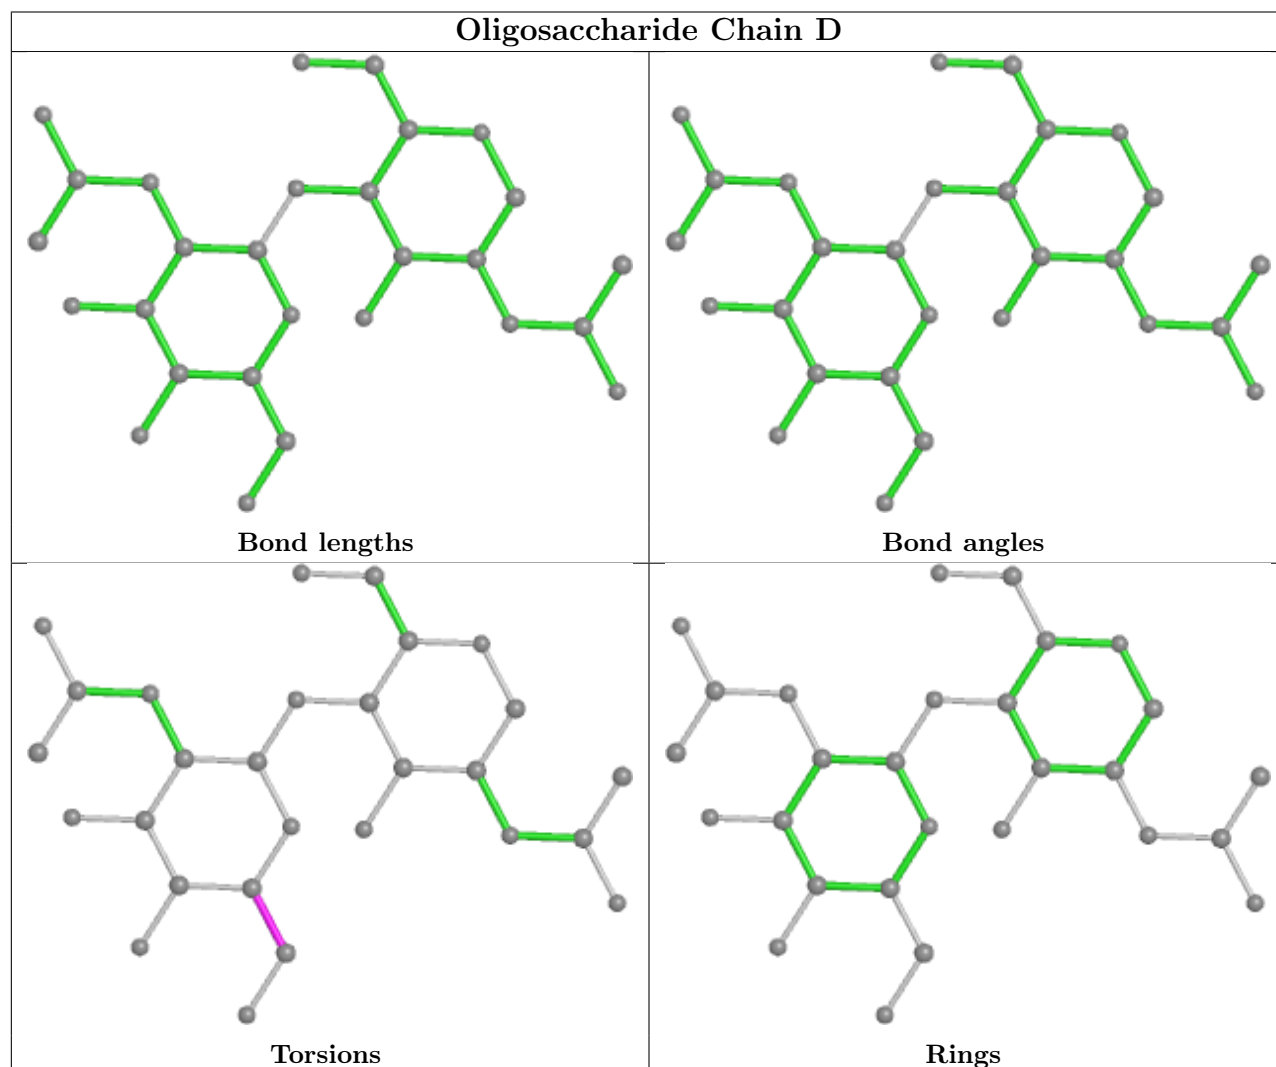 Oligosaccharide Chain D
Bond lengths
Bond angles
Torsions
Rings